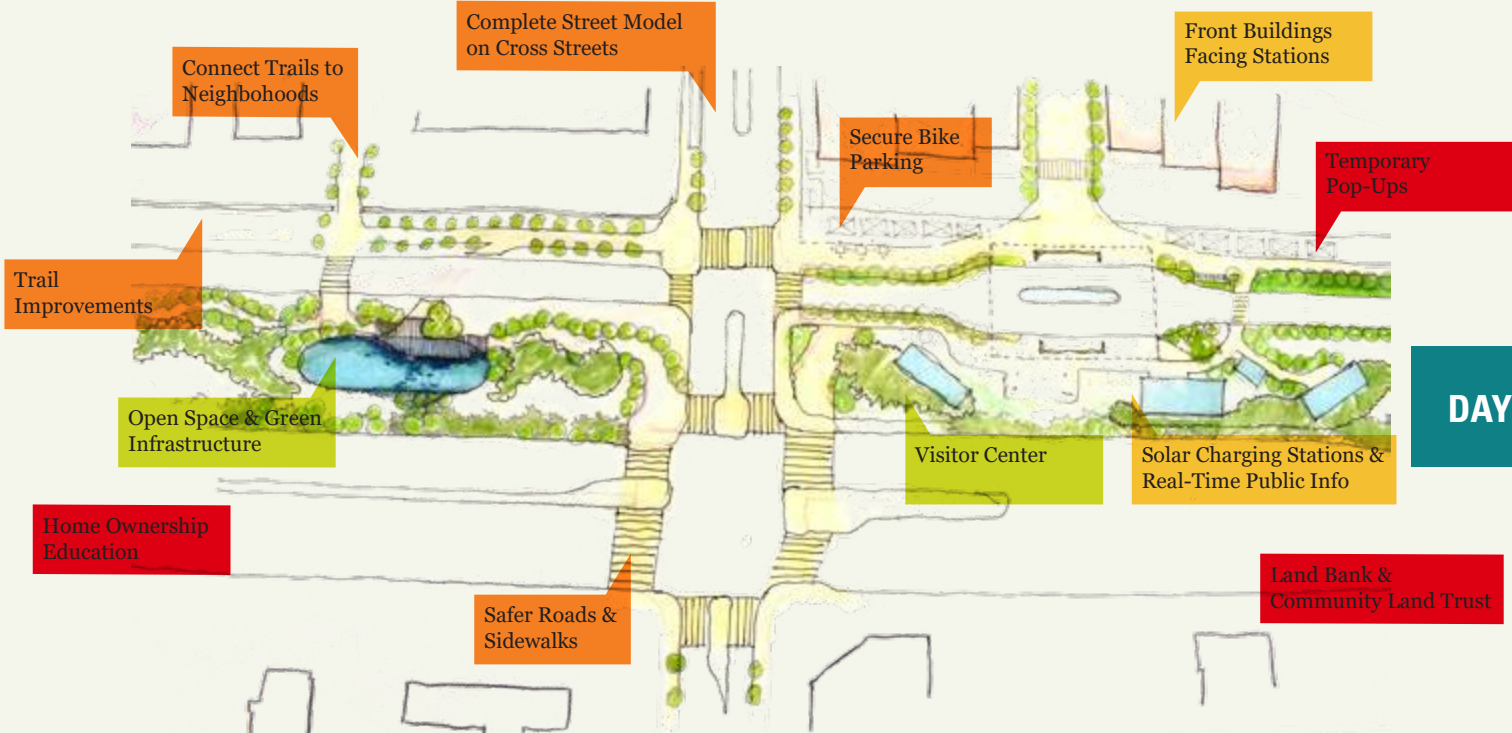 Complete Street Model
on Cross Streets
Front Buildings
Facing Stations
Connect Trails to
Neighbohoods
Secure Bike
Parking
Temporary
Pop-Ups
Trail
Improvements
DAY
Open Space & Green
Infrastructure
Visitor Center
Solar Charging Stations &
Real-Time Public Info
Home Ownership
Education
Land Bank &
Community Land Trust
Safer Roads &
Sidewalks